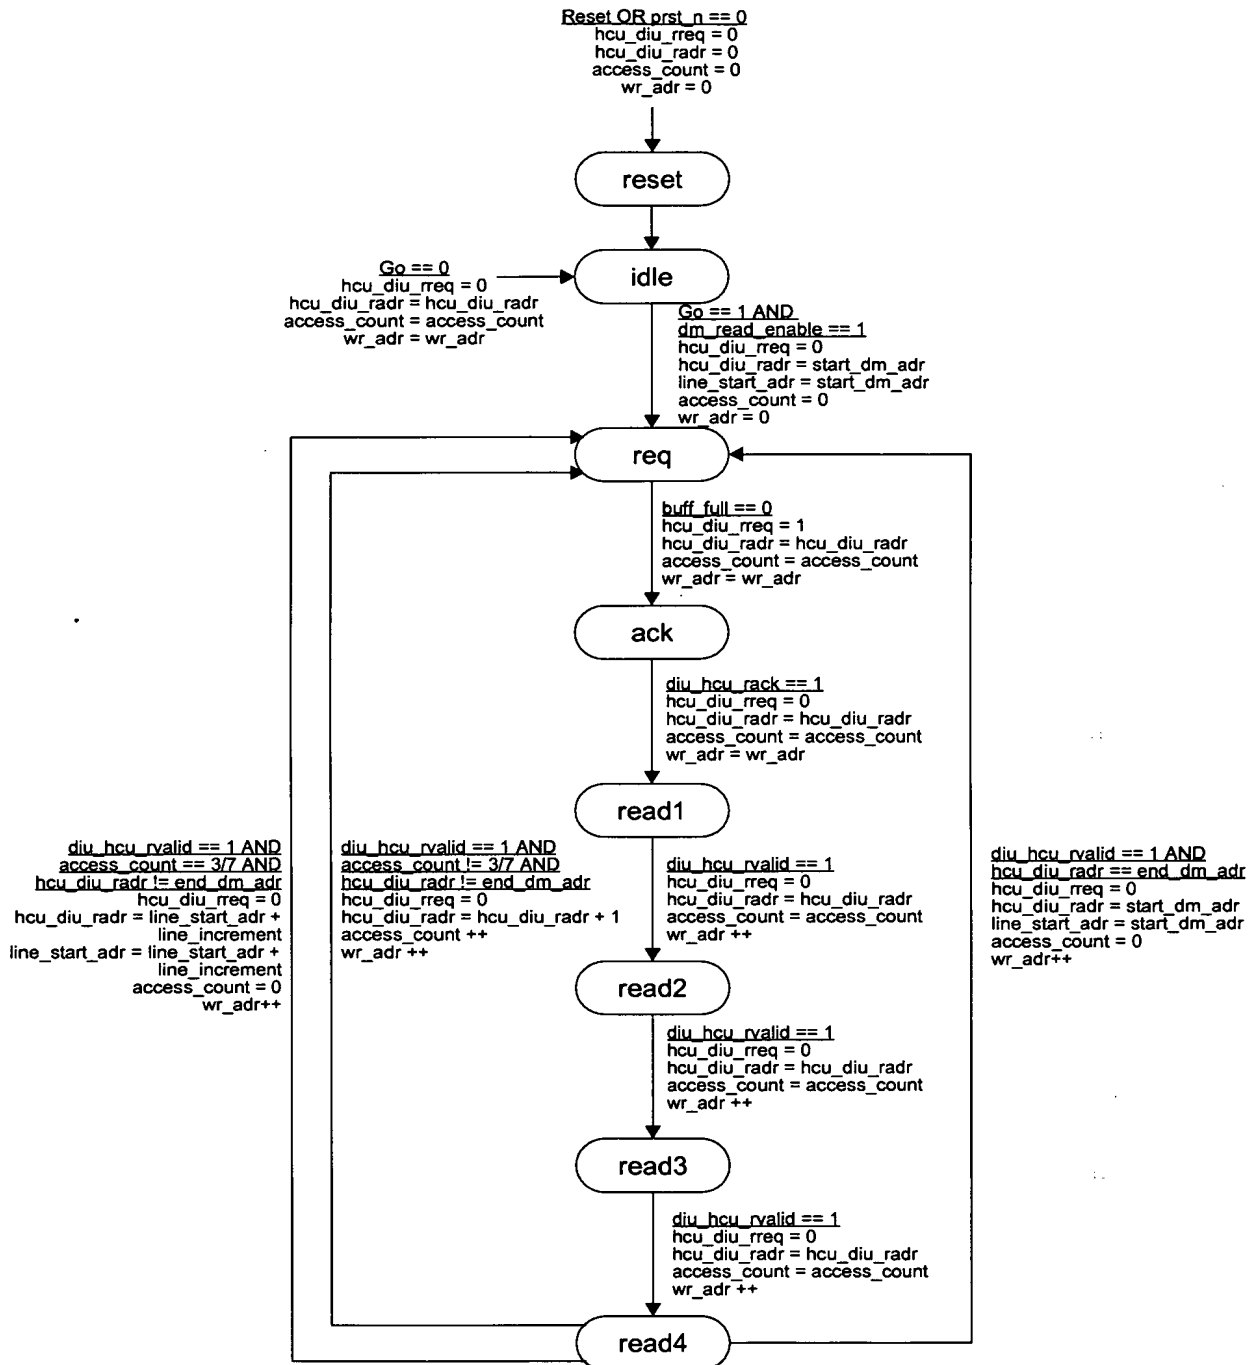 Reset OR prst_n == 0
hcu_diu_rreq = 0
hcu_diu_radr = 0
access_count = 0
wr_adr = 0
reset
idle
Go == 0
hcu_diu_rreq = 0
hcu_diu_radr = hcu_diu_radr
access_count = access_count
wr_adr = wr_adr
Go == 1 AND
dm_read_enable == 1
hcu_diu_rreq = 0
hcu_diu_radr = start_dm_adr
line_start_adr = start_dm_adr
access_count = 0
wr_adr = 0
req
buff_full == 0
hcu_diu_rreq = 1
hcu_diu_radr = hcu_diu_radr
access_count = access_count
wr_adr = wr_adr
ack
diu_hcu_rack == 1
hcu_diu_rreq = 0
hcu_diu_radr = hcu_diu_radr
access_count = access_count
wr_adr = wr_adr
read1
diu_hcu_rvalid == 1 AND
access_count == 3/7 AND
hcu_diu_radr != end_dm_adr
hcu_diu_rreq = 0
hcu_diu_radr = line_start_adr +
line_increment
line_start_adr = line_start_adr +
line_increment
access_count = 0
wr_adr++
diu_hcu_rvalid == 1 AND
access_count != 3/7 AND
hcu_diu_radr != end_dm_adr
hcu_diu_rreq = 0
hcu_diu_radr = hcu_diu_radr + 1
access_count ++
wr_adr ++
diu_hcu_rvalid == 1
hcu_diu_rreq = 0
hcu_diu_radr = hcu_diu_radr
access_count = access_count
wr_adr ++
diu_hcu_rvalid == 1 AND
hcu_diu_radr == end_dm_adr
hcu_diu_rreq = 0
hcu_diu_radr = start_dm_adr
line_start_adr = start_dm_adr
access_count = 0
wr_adr++
read2
diu_hcu_rvalid == 1
hcu_diu_rreq = 0
hcu_diu_radr = hcu_diu_radr
access_count = access_count
wr_adr ++
read3
diu_hcu_rvalid == 1
hcu_diu_rreq = 0
hcu_diu_radr = hcu_diu_radr
access_count = access_count
wr_adr ++
read4